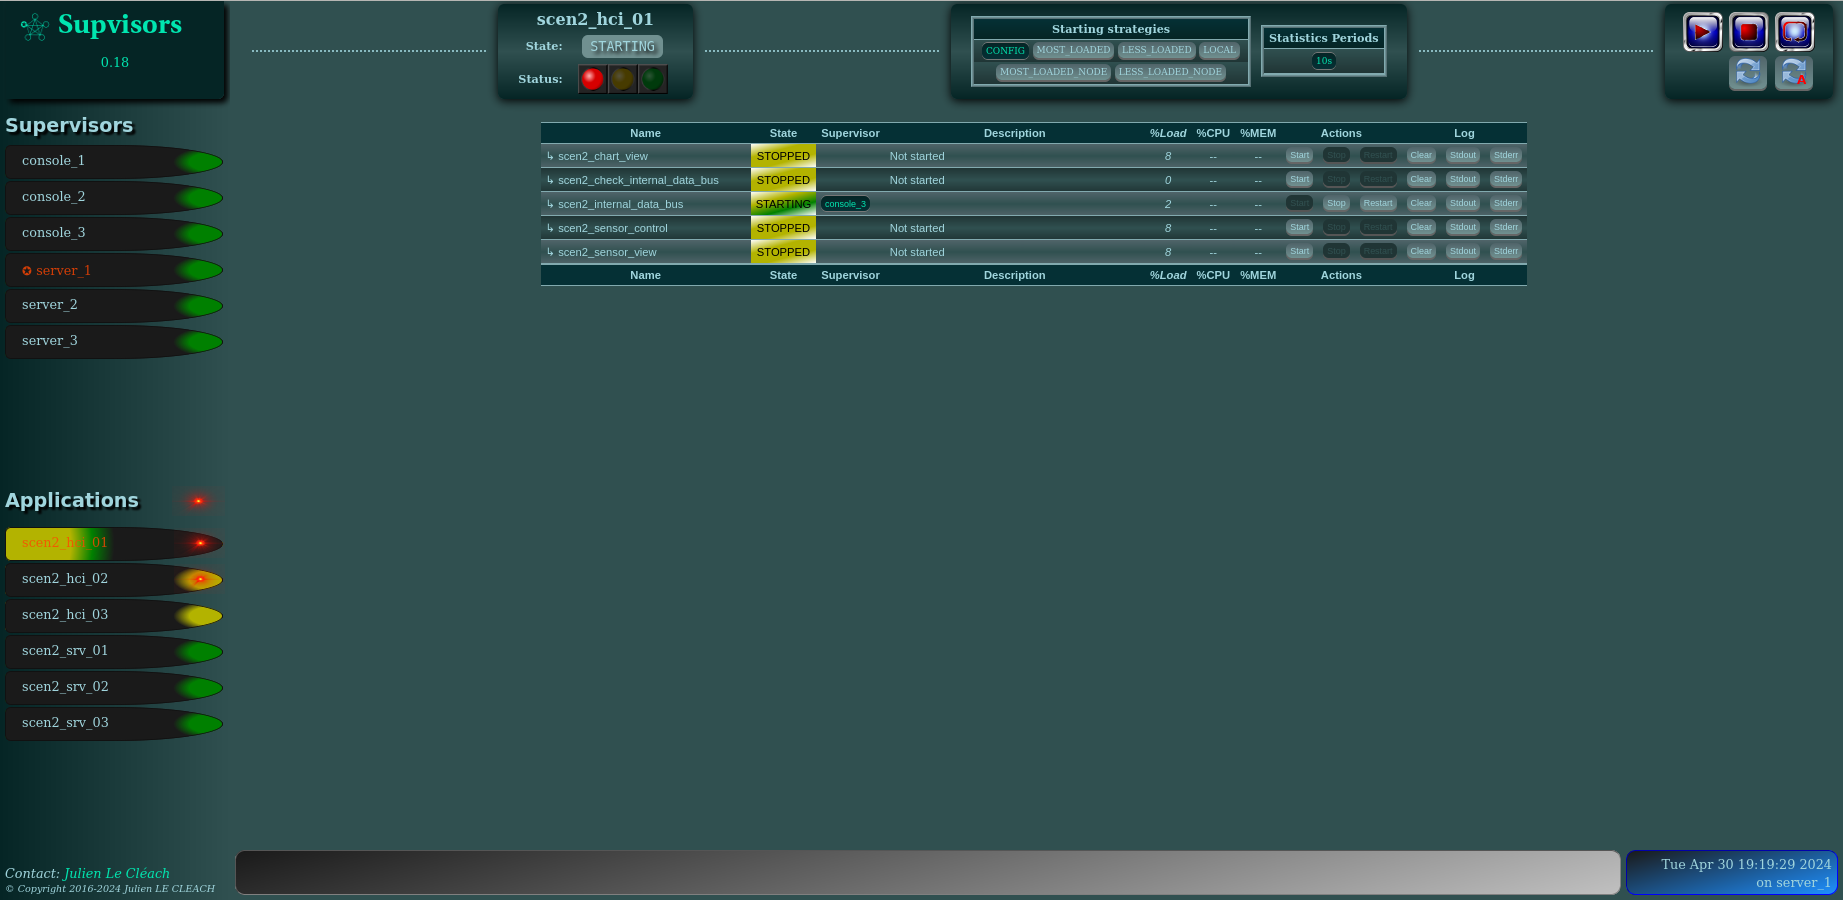 Supvisors
0.18
Supervisors
console_1
console_2
console_3
✪ server_1
server_2
server_3
Applications
scen2_hci_01
scen2_hci_02
scen2_hci_03
scen2_srv_01
scen2_srv_02
scen2_srv_03
Contact: Julien Le Cléach
© Copyright 2016-2024 Julien LE CLEACH
scen2_hci_01
State: STARTING
Status:
Starting strategies
CONFIG MOST_LOADED LESS_LOADED LOCAL
MOST_LOADED_NODE LESS_LOADED_NODE
Statistics Periods
10s
Name State Supervisor Description %Load %CPU %MEM Actions Log
↳ scen2_chart_view STOPPED Not started 8 -- -- Start Stop Restart Clear Stdout Stderr
↳ scen2_check_internal_data_bus STOPPED Not started 0 -- -- Start Stop Restart Clear Stdout Stderr
↳ scen2_internal_data_bus STARTING console_3 2 -- -- Start Stop Restart Clear Stdout Stderr
↳ scen2_sensor_control STOPPED Not started 8 -- -- Start Stop Restart Clear Stdout Stderr
↳ scen2_sensor_view STOPPED Not started 8 -- -- Start Stop Restart Clear Stdout Stderr
Name State Supervisor Description %Load %CPU %MEM Actions Log
A
Tue Apr 30 19:19:29 2024
on server_1